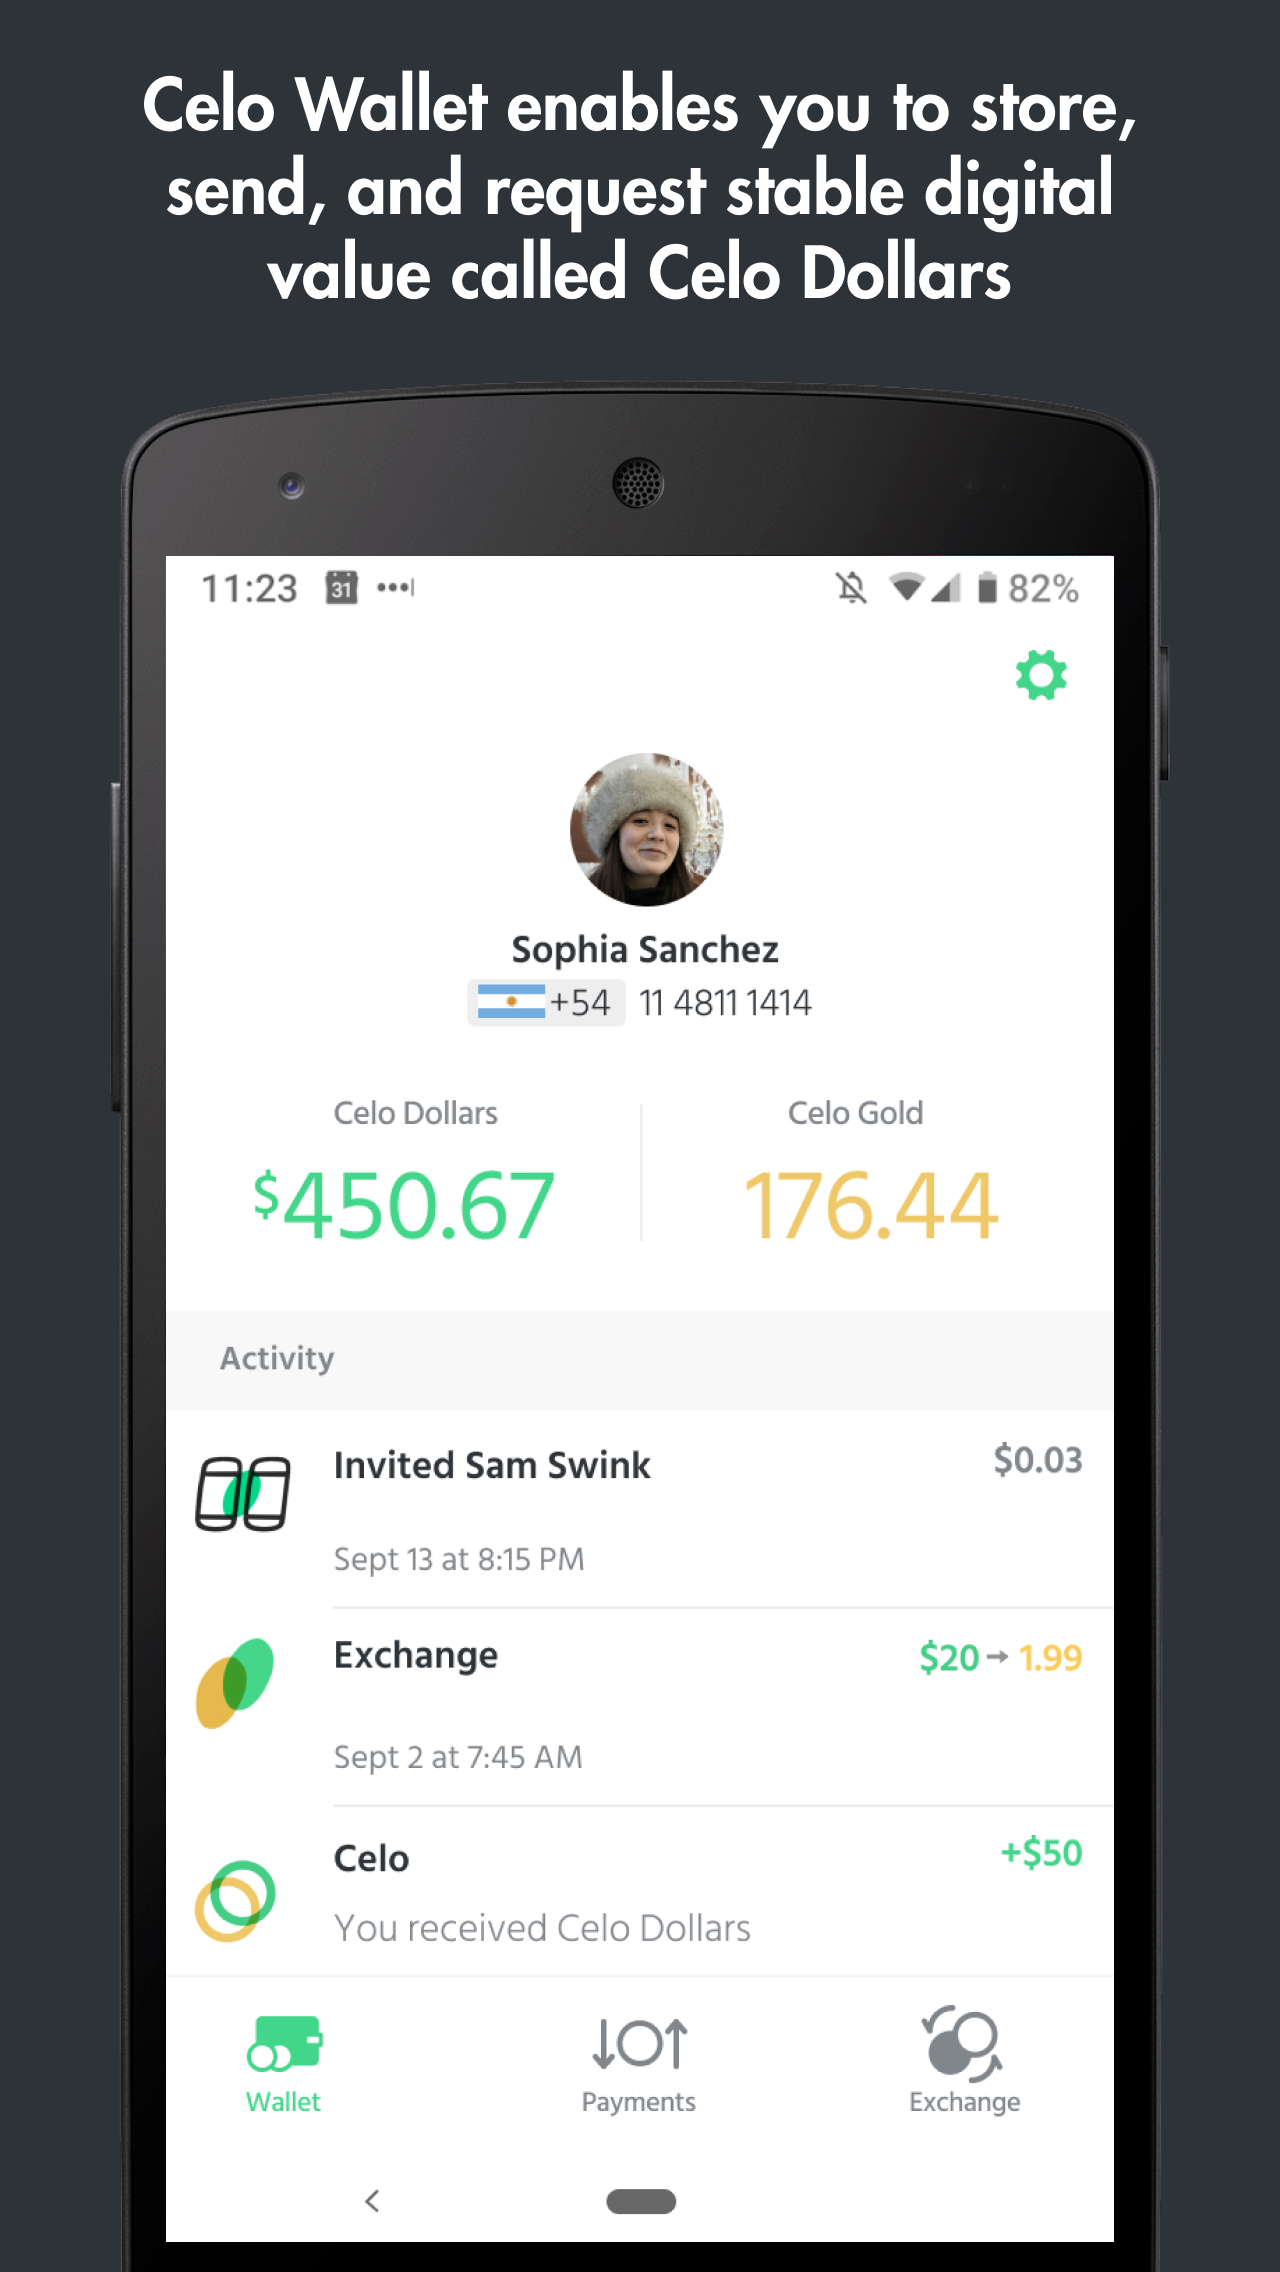 Celo Wallet enables you to store,
send, and request stable digital
value called Celo Dollars
11:23 31 82%
Sophia Sanchez
+54 11 4811 1414
Celo Dollars Celo Gold
$450.67 176.44
Activity
Invited Sam Swink $0.03
Sept 13 at 8:15 PM
Exchange $20→1.99
Sept 2 at 7:45 AM
Celo +$50
You received Celo Dollars
Wallet Payments Exchange